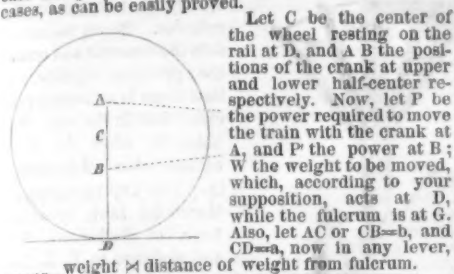 cases, as can be easily proved.
Let C be the center of
the wheel resting on the
rail at D, and A B the posi-
tions of the crank at upper
and lower half-center re-
spectively. Now, let P be
the power required to move
the train with the crank at
A, and P' the power at B ;
W the weight to be moved,
which, according to your
supposition, acts at D,
while the fulcrum is at G.
Also, let AC or CB=b, and
CD=a, now in any lever,
weight × distance of weight from fulcrum.
A
C
B
D